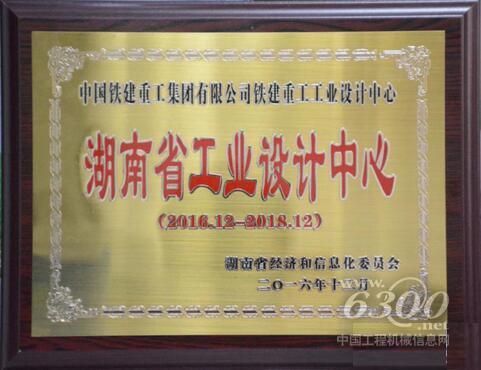 中国铁建重工集团有限公司铁建重工工业设计中心
湖南省工业设计中心
(2016.12-2018.12)
湖南省经济和信息化委员会
二〇一六年十二月
www.
6300
.net
中国工程机械信息网